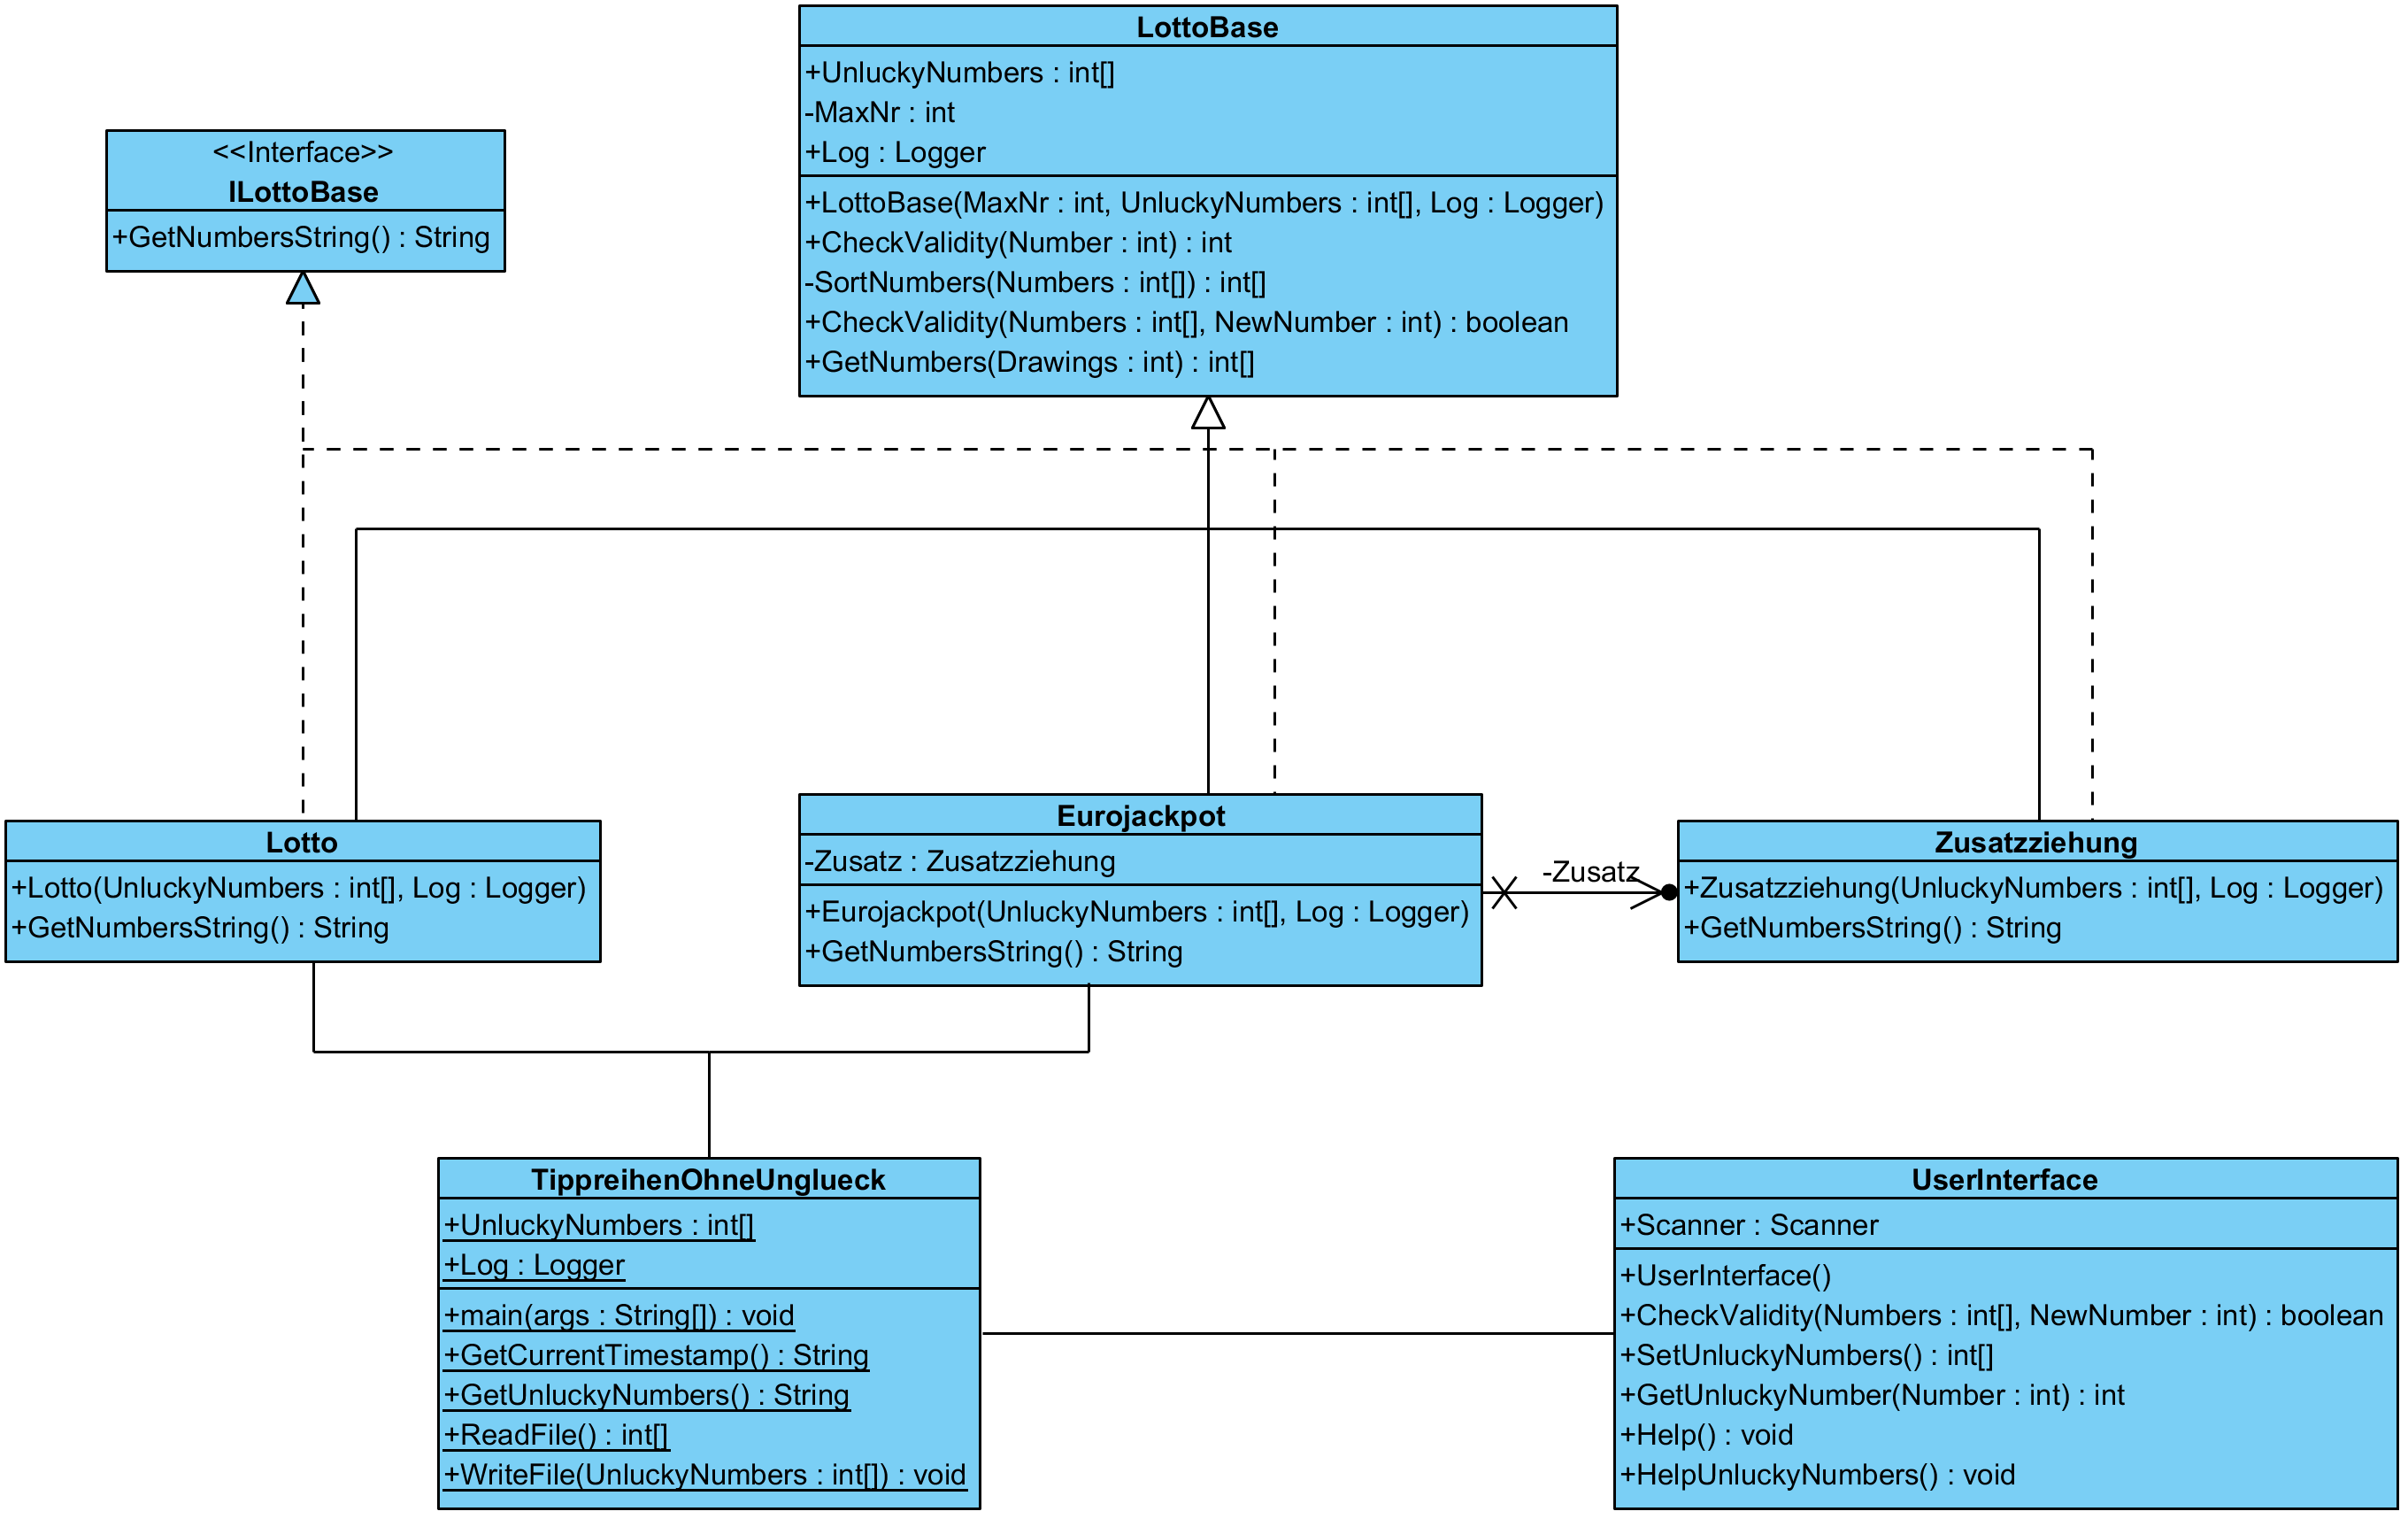 LottoBase
+UnluckyNumbers : int[]
-MaxNr : int
+Log : Logger
+LottoBase(MaxNr : int, UnluckyNumbers : int[], Log : Logger)
+CheckValidity(Number : int) : int
-SortNumbers(Numbers : int[]) : int[]
+CheckValidity(Numbers : int[], NewNumber : int) : boolean
+GetNumbers(Drawings : int) : int[]
<<Interface>>
ILottoBase
+GetNumbersString() : String
Lotto
+Lotto(UnluckyNumbers : int[], Log : Logger)
+GetNumbersString() : String
Eurojackpot
-Zusatz : Zusatzziehung
+Eurojackpot(UnluckyNumbers : int[], Log : Logger)
+GetNumbersString() : String
-Zusatz
Zusatzziehung
+Zusatzziehung(UnluckyNumbers : int[], Log : Logger)
+GetNumbersString() : String
TippreihenOhneUnglueck
+UnluckyNumbers : int[]
+Log : Logger
+main(args : String[]) : void
+GetCurrentTimestamp() : String
+GetUnluckyNumbers() : String
+ReadFile() : int[]
+WriteFile(UnluckyNumbers : int[]) : void
UserInterface
+Scanner : Scanner
+UserInterface()
+CheckValidity(Numbers : int[], NewNumber : int) : boolean
+SetUnluckyNumbers() : int[]
+GetUnluckyNumber(Number : int) : int
+Help() : void
+HelpUnluckyNumbers() : void